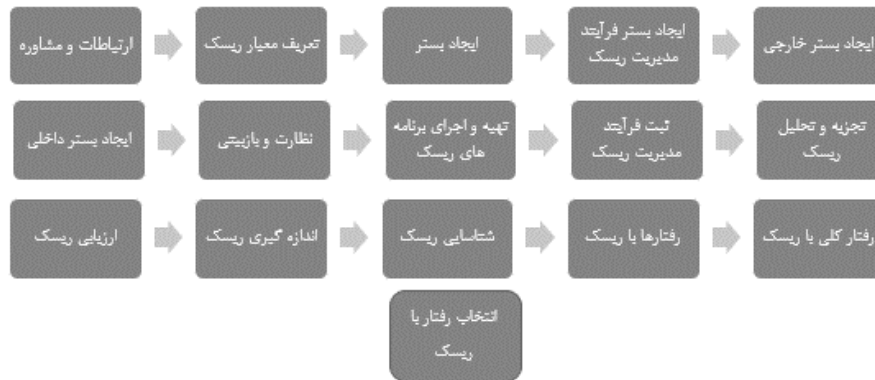 ارتباطات و مشاوره
تعریف معیار ریسک
ایجاد بستر
ایجاد بستر فرآیند
مدیریت ریسک
ایجاد بستر خارجی
ایجاد بستر داخلی
نظارت و بازبینی
تهیه و اجرای برنامه
های ریسک
ثبت فرآیند
مدیریت ریسک
تجزیه و تحلیل
ریسک
ارزیابی ریسک
اندازه گیری ریسک
شناسایی ریسک
رفتارها با ریسک
رفتار کلی با ریسک
انتخاب رفتار با
ریسک